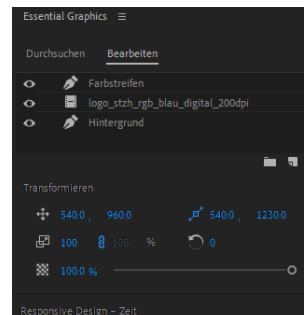 Essential Graphics
Durchsuchen Bearbeiten
Farbstreifen
logo_stzh_rgb_blau_digital_200dpi
Hintergrund
Transformieren
540.0 , 960.0 540.0 , 1230.0
100 100 % 0
100.0 %
Responsive Design – Zeit